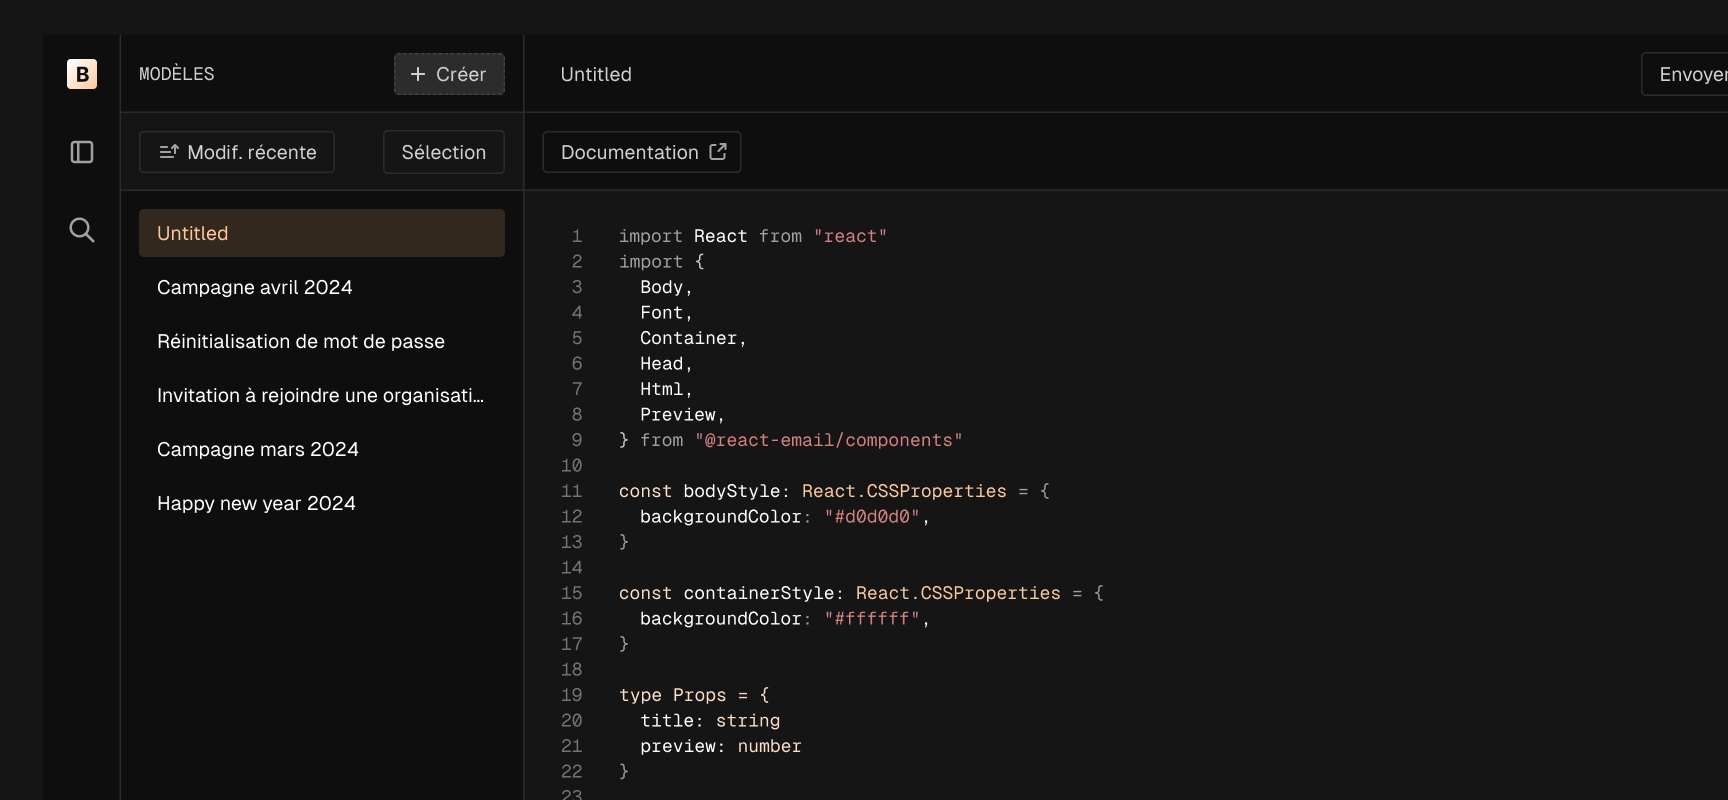 B
MODÈLES
+ Créer
Untitled
Envoyer
Modif. récente
Sélection
Documentation
Untitled
Campagne avril 2024
Réinitialisation de mot de passe
Invitation à rejoindre une organisati...
Campagne mars 2024
Happy new year 2024
1 import React from "react"
2 import {
3 Body,
4 Font,
5 Container,
6 Head,
7 Html,
8 Preview,
9 } from "@react-email/components"
10
11 const bodyStyle: React.CSSProperties = {
12 backgroundColor: "#d0d0d0",
13 }
14
15 const containerStyle: React.CSSProperties = {
16 backgroundColor: "#ffffff",
17 }
18
19 type Props = {
20 title: string
21 preview: number
22 }
23